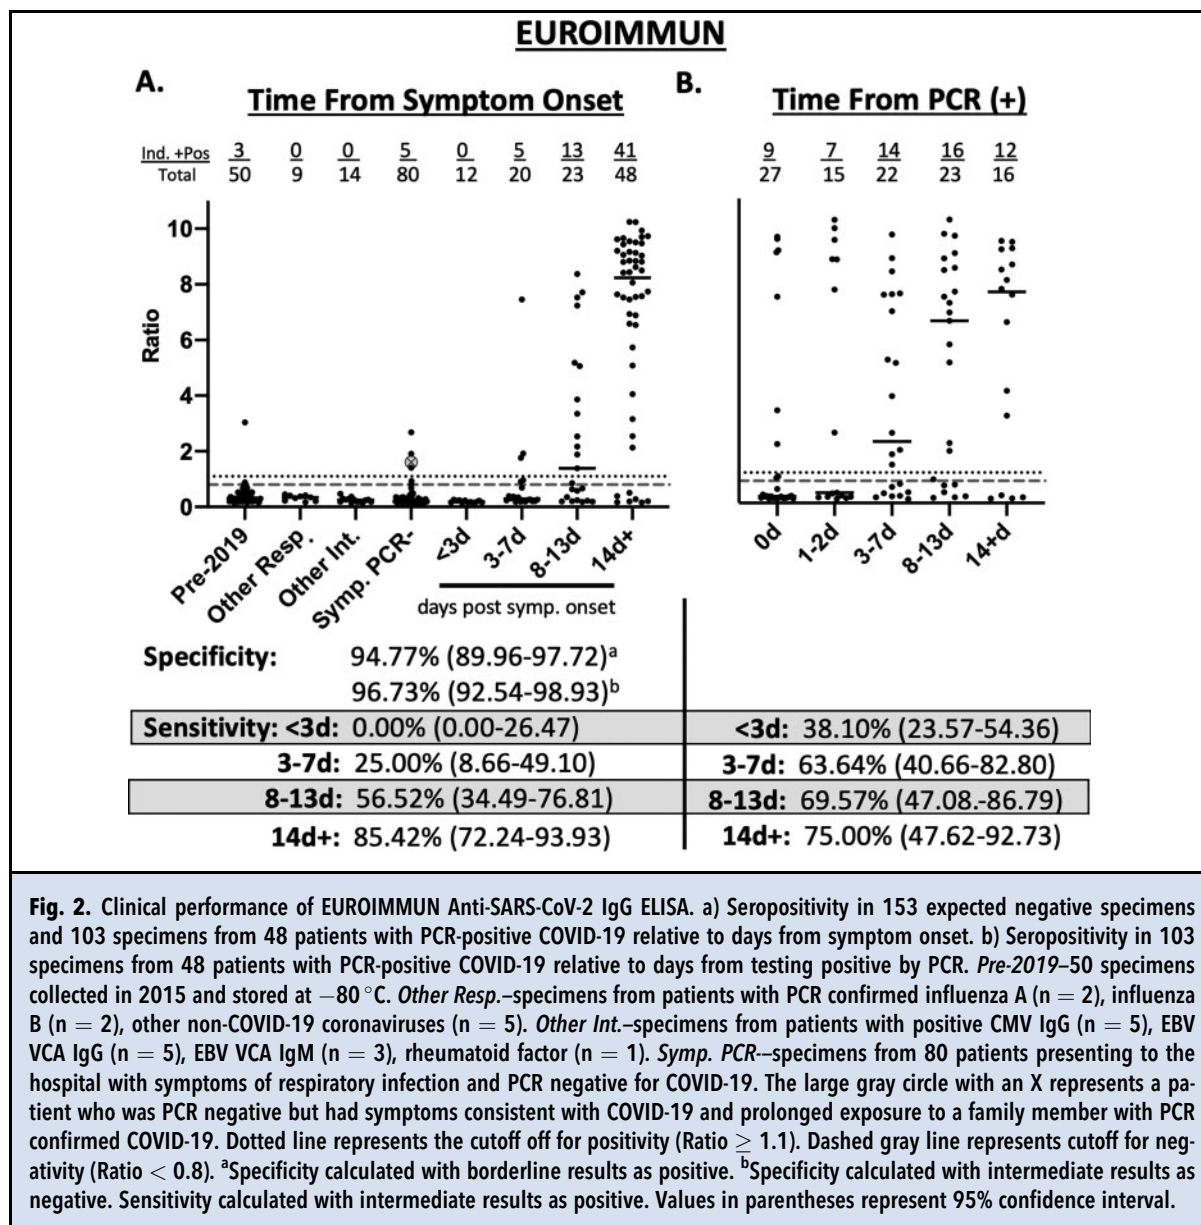 EUROIMMUN
A.
Time From Symptom Onset
B.
Time From PCR (+)
Ind. +Pos 3 0 0 5 0 5 13 41
Total 50 9 14 80 12 20 23 48
9 7 14 16 12
27 15 22 23 16
Ratio
10
8
6
4
2
0
Pre-2019
Other Resp.
Other Int.
Symp. PCR-
<3d
3-7d
8-13d
14d+
days post symp. onset
0d
1-2d
3-7d
8-13d
14+d
Specificity: 94.77% (89.96-97.72)a
96.73% (92.54-98.93)b
Sensitivity: <3d: 0.00% (0.00-26.47)
3-7d: 25.00% (8.66-49.10)
8-13d: 56.52% (34.49-76.81)
14d+: 85.42% (72.24-93.93)
<3d: 38.10% (23.57-54.36)
3-7d: 63.64% (40.66-82.80)
8-13d: 69.57% (47.08.-86.79)
14d+: 75.00% (47.62-92.73)
Fig. 2. Clinical performance of EUROIMMUN Anti-SARS-CoV-2 IgG ELISA. a) Seropositivity in 153 expected negative specimens
and 103 specimens from 48 patients with PCR-positive COVID-19 relative to days from symptom onset. b) Seropositivity in 103
specimens from 48 patients with PCR-positive COVID-19 relative to days from testing positive by PCR. Pre-2019–50 specimens
collected in 2015 and stored at −80 °C. Other Resp.–specimens from patients with PCR confirmed influenza A (n = 2), influenza
B (n = 2), other non-COVID-19 coronaviruses (n = 5). Other Int.–specimens from patients with positive CMV IgG (n = 5), EBV
VCA IgG (n = 5), EBV VCA IgM (n = 3), rheumatoid factor (n = 1). Symp. PCR-–specimens from 80 patients presenting to the
hospital with symptoms of respiratory infection and PCR negative for COVID-19. The large gray circle with an X represents a pa-
tient who was PCR negative but had symptoms consistent with COVID-19 and prolonged exposure to a family member with PCR
confirmed COVID-19. Dotted line represents the cutoff off for positivity (Ratio ≥ 1.1). Dashed gray line represents cutoff for neg-
ativity (Ratio < 0.8). aSpecificity calculated with borderline results as positive. bSpecificity calculated with intermediate results as
negative. Sensitivity calculated with intermediate results as positive. Values in parentheses represent 95% confidence interval.